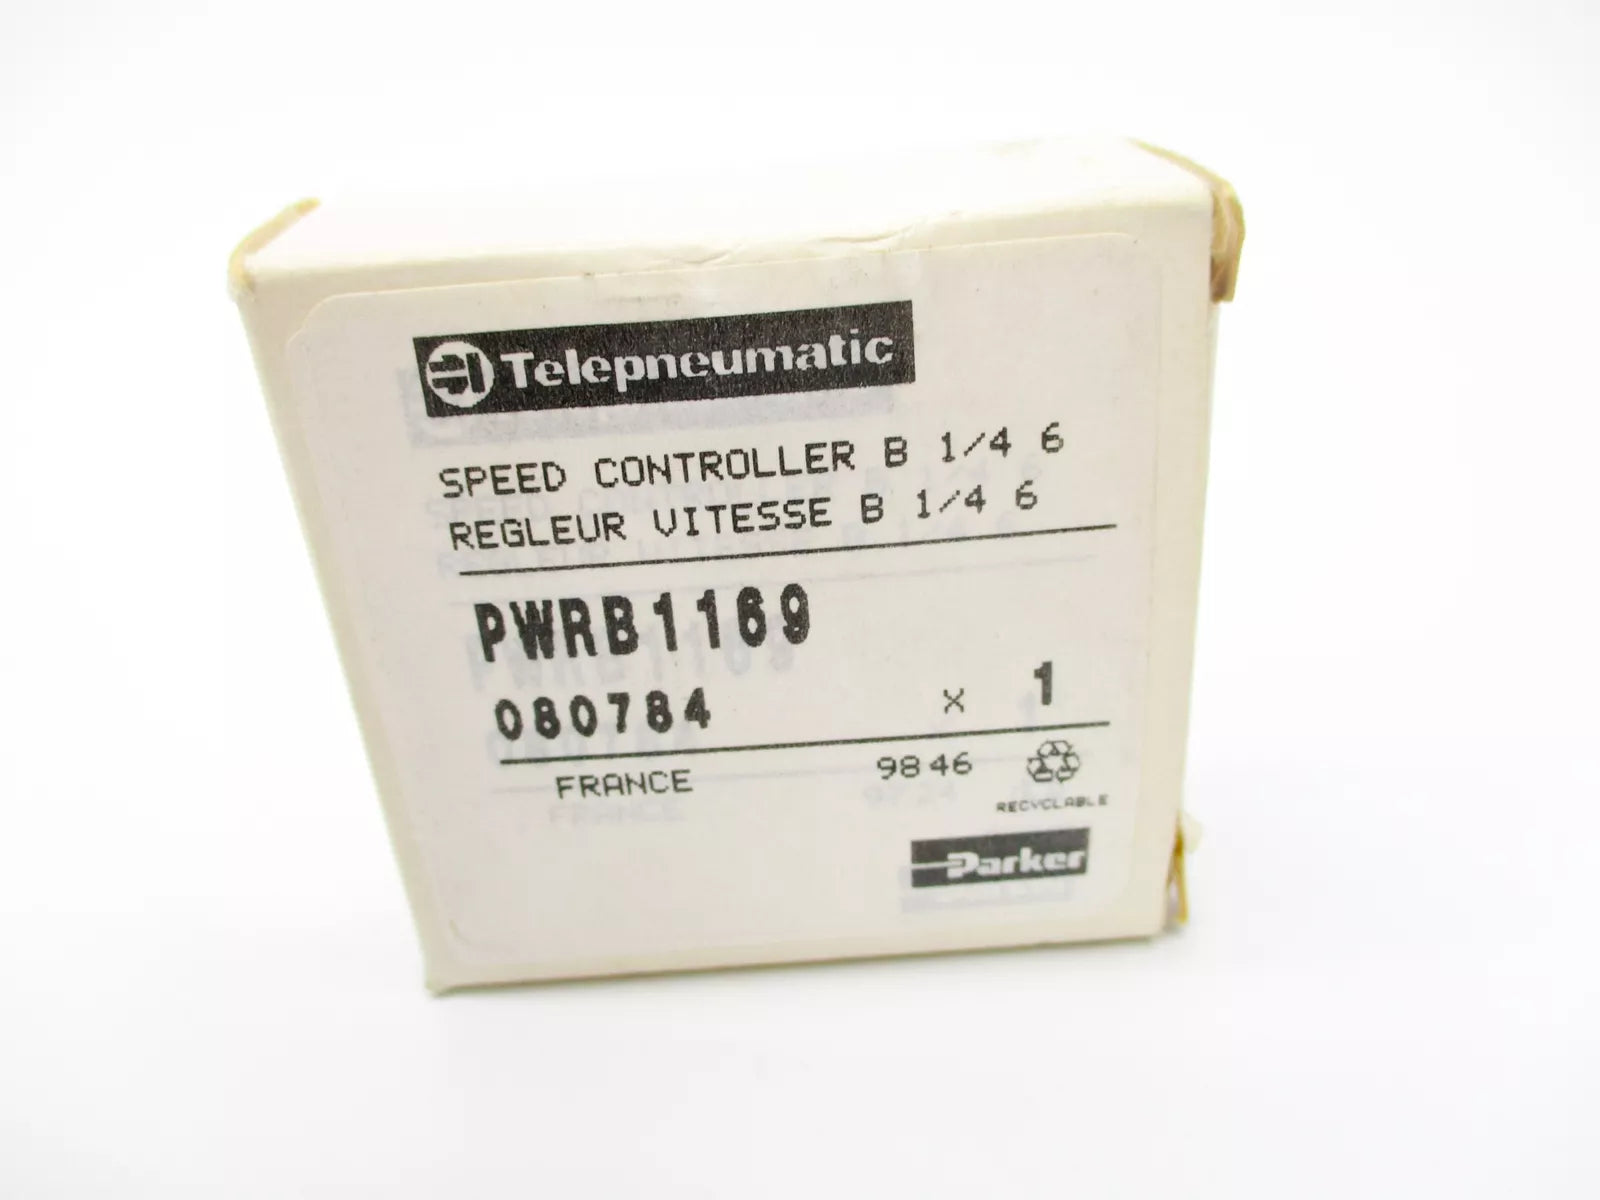 Telepneumatic
SPEED CONTROLLER B 1/4 6
REGLEUR VITESSE B 1/4 6
PWRB1169
080784 x 1
FRANCE 9846
RECYCLABLE
Parker